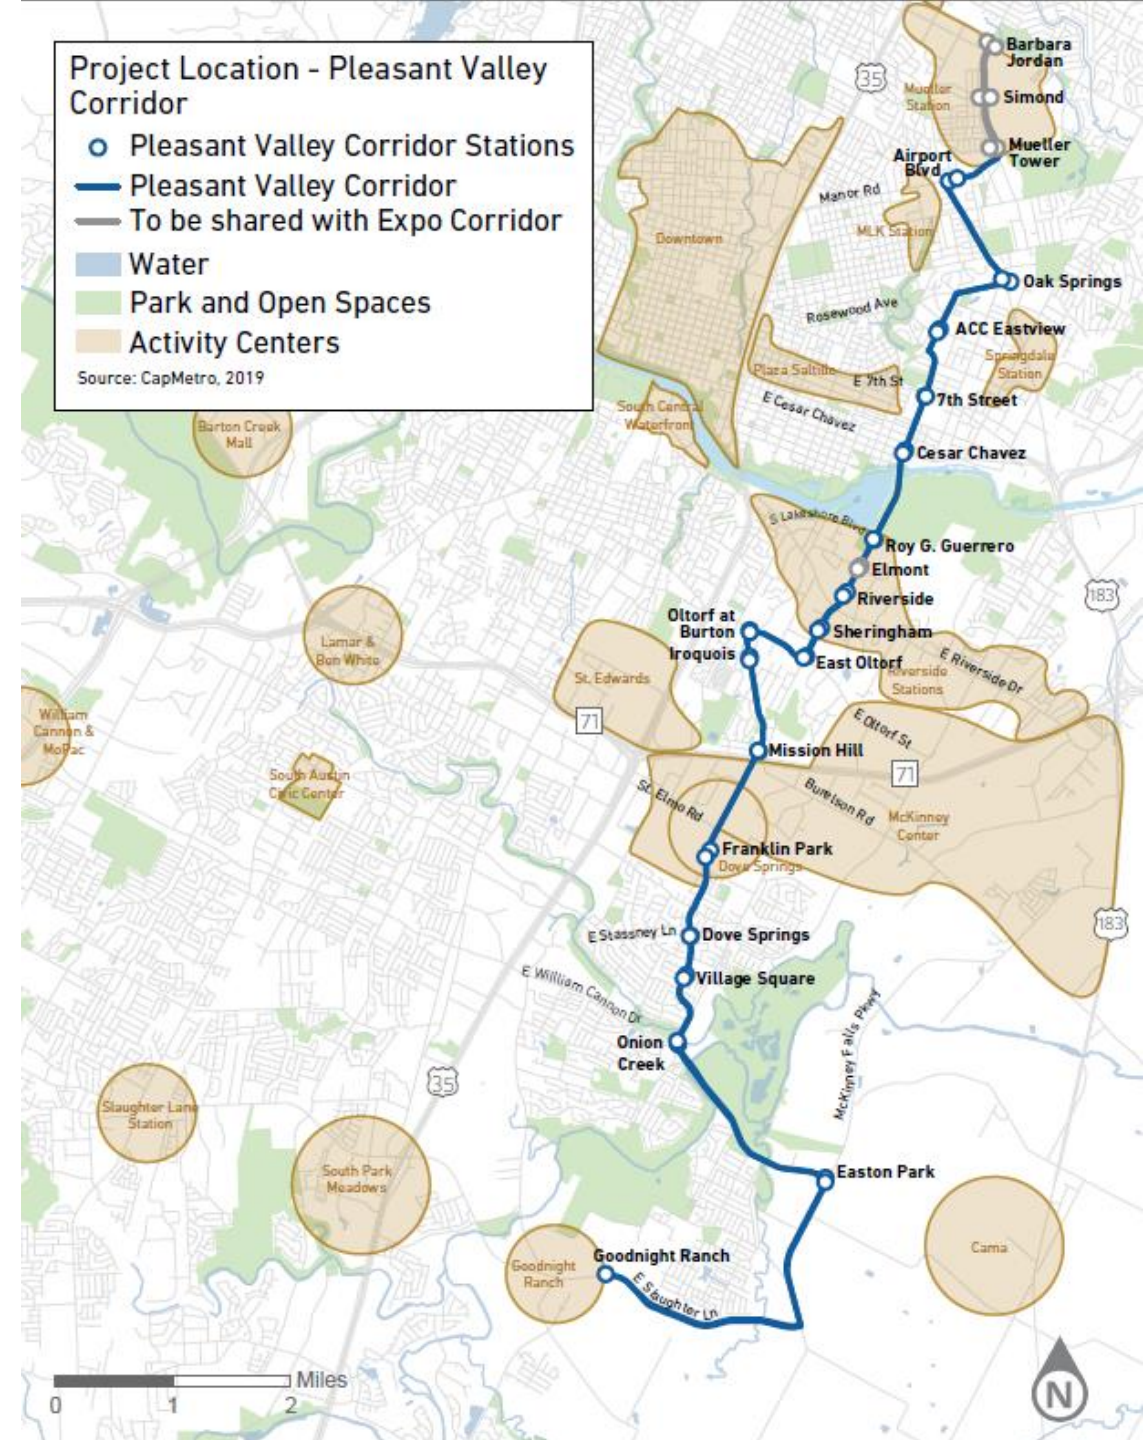 Project Location - Pleasant Valley
Corridor
Pleasant Valley Corridor Stations
Pleasant Valley Corridor
To be shared with Expo Corridor
Water
Park and Open Spaces
Activity Centers
Source: CapMetro, 2019
35
Mueller
Station
Barbara
Jordan
Simond
Mueller
Tower
Airport
Blvd
Manor Rd
MLK Station
Downtown
Oak Springs
Rosewood Ave
ACC Eastview
Springdale
Station
Plaza Saltillo
E 7th St
7th Street
E Cesar Chavez
South Central
Waterfront
Barton Creek
Mall
Cesar Chavez
S Lakeshore Blvd
Roy G. Guerrero
Elmont
183
Riverside
Oltorf at
Burton
Sheringham
Iroquois
East Oltorf
E Riverside Dr
Riverside
Stations
Lamar &
Ben White
St. Edwards
71
William
Cannon &
MoPac
E Oltorf St
Mission Hill
71
South Austin
Civic Center
St. Elmo Rd
Burelson Rd
McKinney
Center
Franklin Park
Dove Springs
183
E Stassney Ln
Dove Springs
E Willliam Cannon Dr
Village Square
McKinney Falls Pkwy
Onion
Creek
35
Slaughter Lane
Station
South Park
Meadows
Easton Park
Cama
Goodnight Ranch
Goodnight
Ranch
E Slaughter Ln
Miles
0 1 2
N